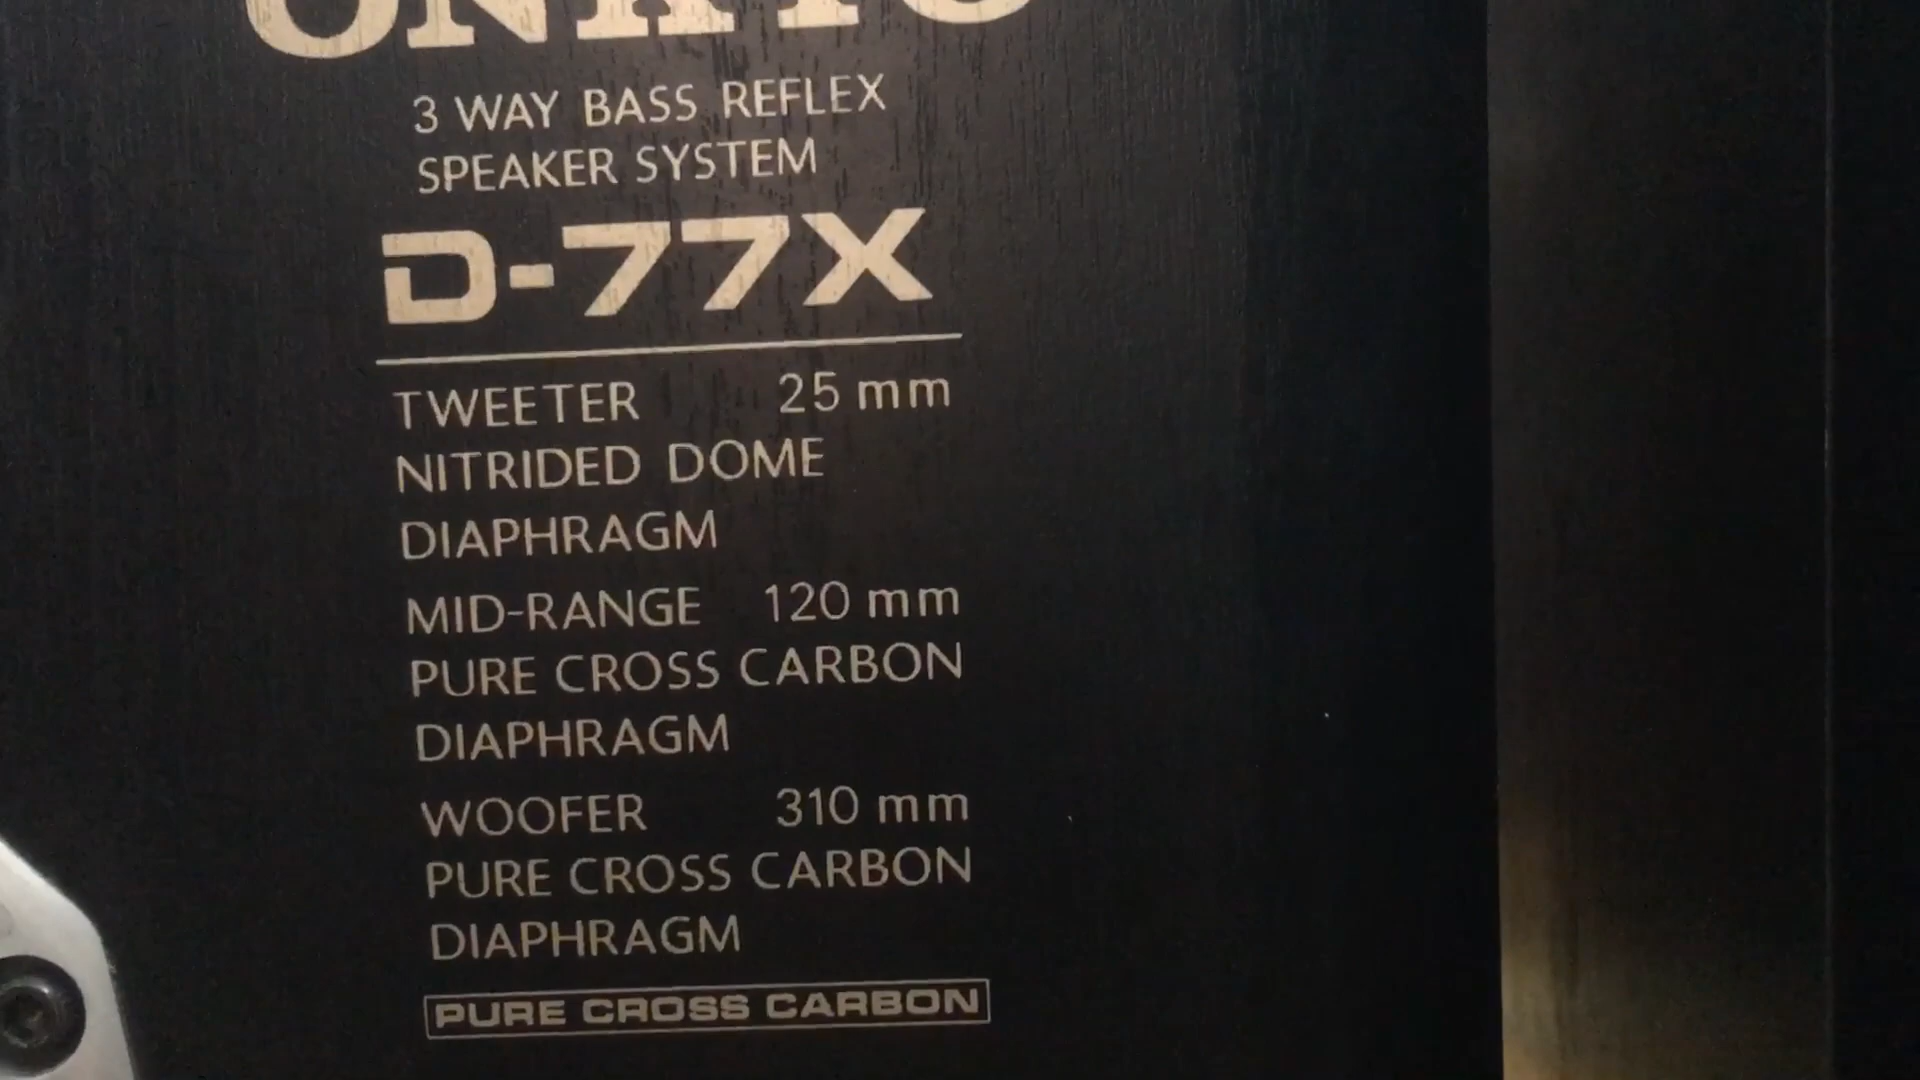 ONKYO
3 WAY BASS REFLEX
SPEAKER SYSTEM
D-77X
TWEETER 25 mm
NITRIDED DOME
DIAPHRAGM
MID-RANGE 120 mm
PURE CROSS CARBON
DIAPHRAGM
WOOFER 310 mm
PURE CROSS CARBON
DIAPHRAGM
PURE CROSS CARBON